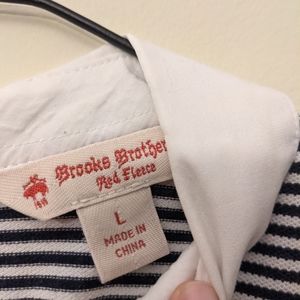 Brooks Brother
Red Fleece
L
MADE IN
CHINA